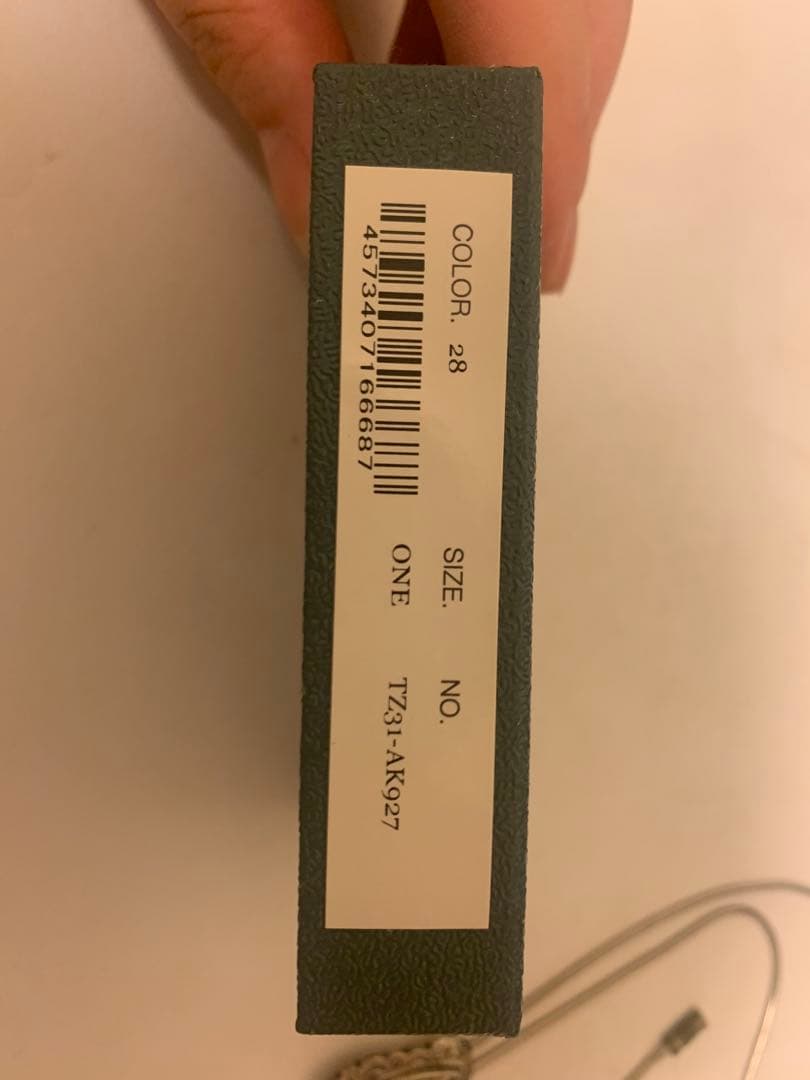 COLOR. 28 SIZE. NO.
ONE TZ31-AK927
4573407166687